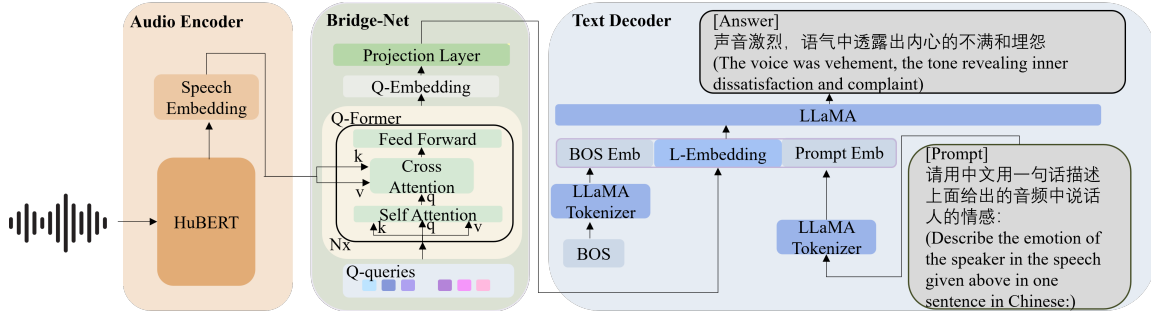 Audio Encoder
Speech
Embedding
HuBERT
Bridge-Net
Projection Layer
Q-Embedding
Q-Former
Feed Forward
k
Cross
Attention
v
q
Self Attention
k
q
v
Nx
Q-queries
Text Decoder
[Answer]
声音激烈，语气中透露出内心的不满和埋怨
(The voice was vehement, the tone revealing inner
dissatisfaction and complaint)
LLaMA
BOS Emb
L-Embedding
Prompt Emb
LLaMA
Tokenizer
BOS
LLaMA
Tokenizer
[Prompt]
请用中文用一句话描述
上面给出的音频中说话
人的情感：
(Describe the emotion of
the speaker in the speech
given above in one
sentence in Chinese:)